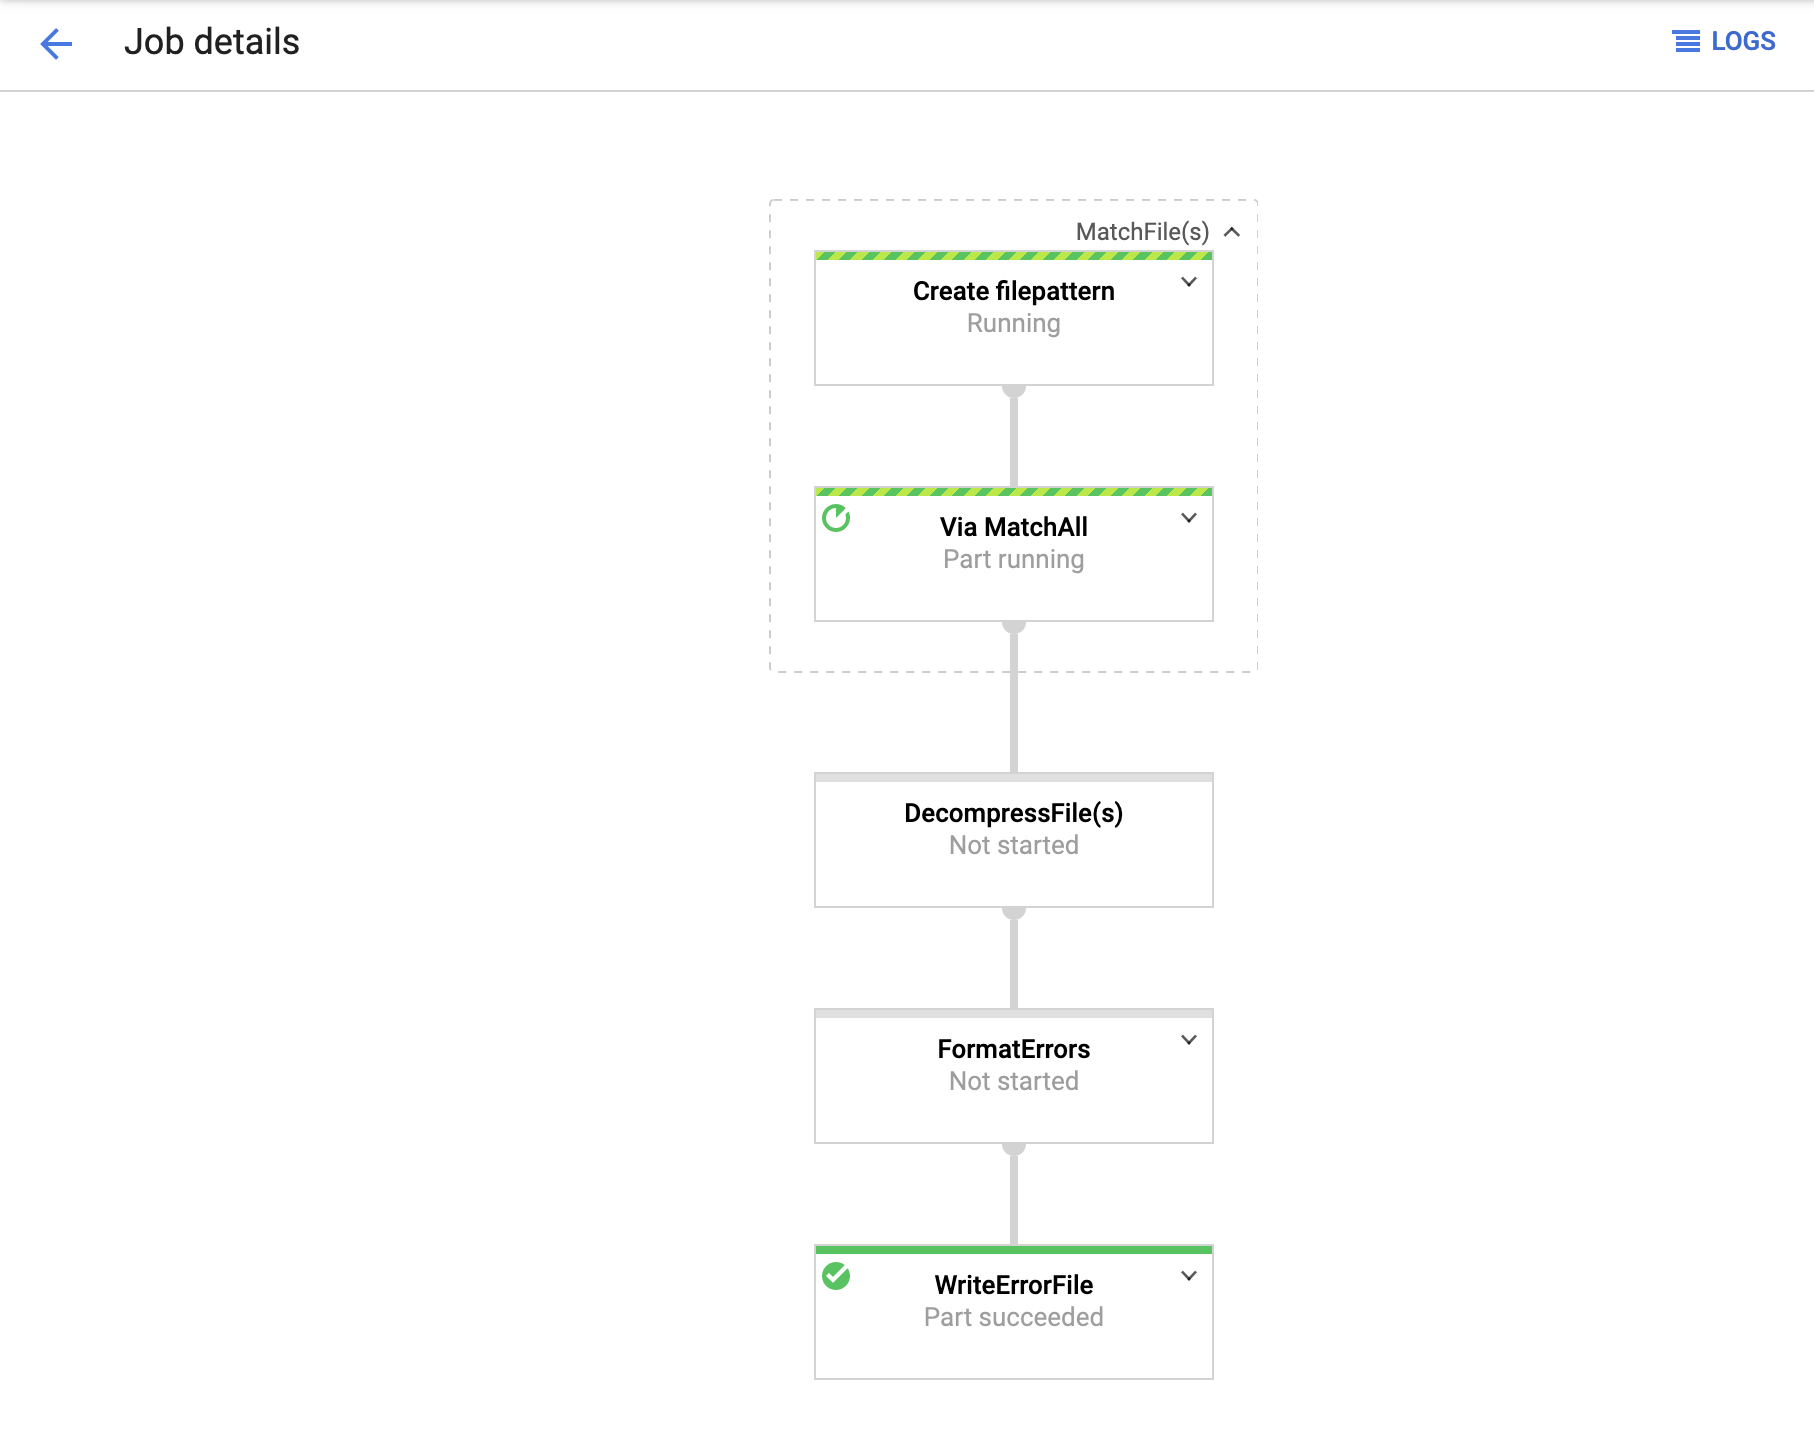 Job details
LOGS
MatchFile(s)
Create filepattern
Running
Via MatchAll
Part running
DecompressFile(s)
Not started
FormatErrors
Not started
WriteErrorFile
Part succeeded